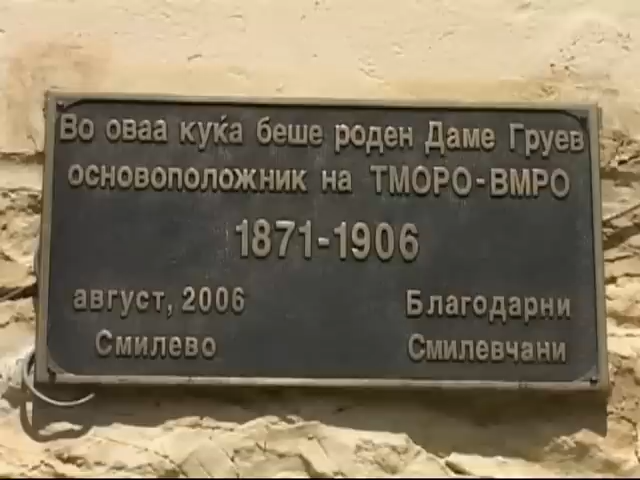 Во оваа куќа беше роден Даме Груев
основоположник на ТМОРО-ВМРО
1871-1906
август, 2006
Смилево
Благодарни
Смилевчани